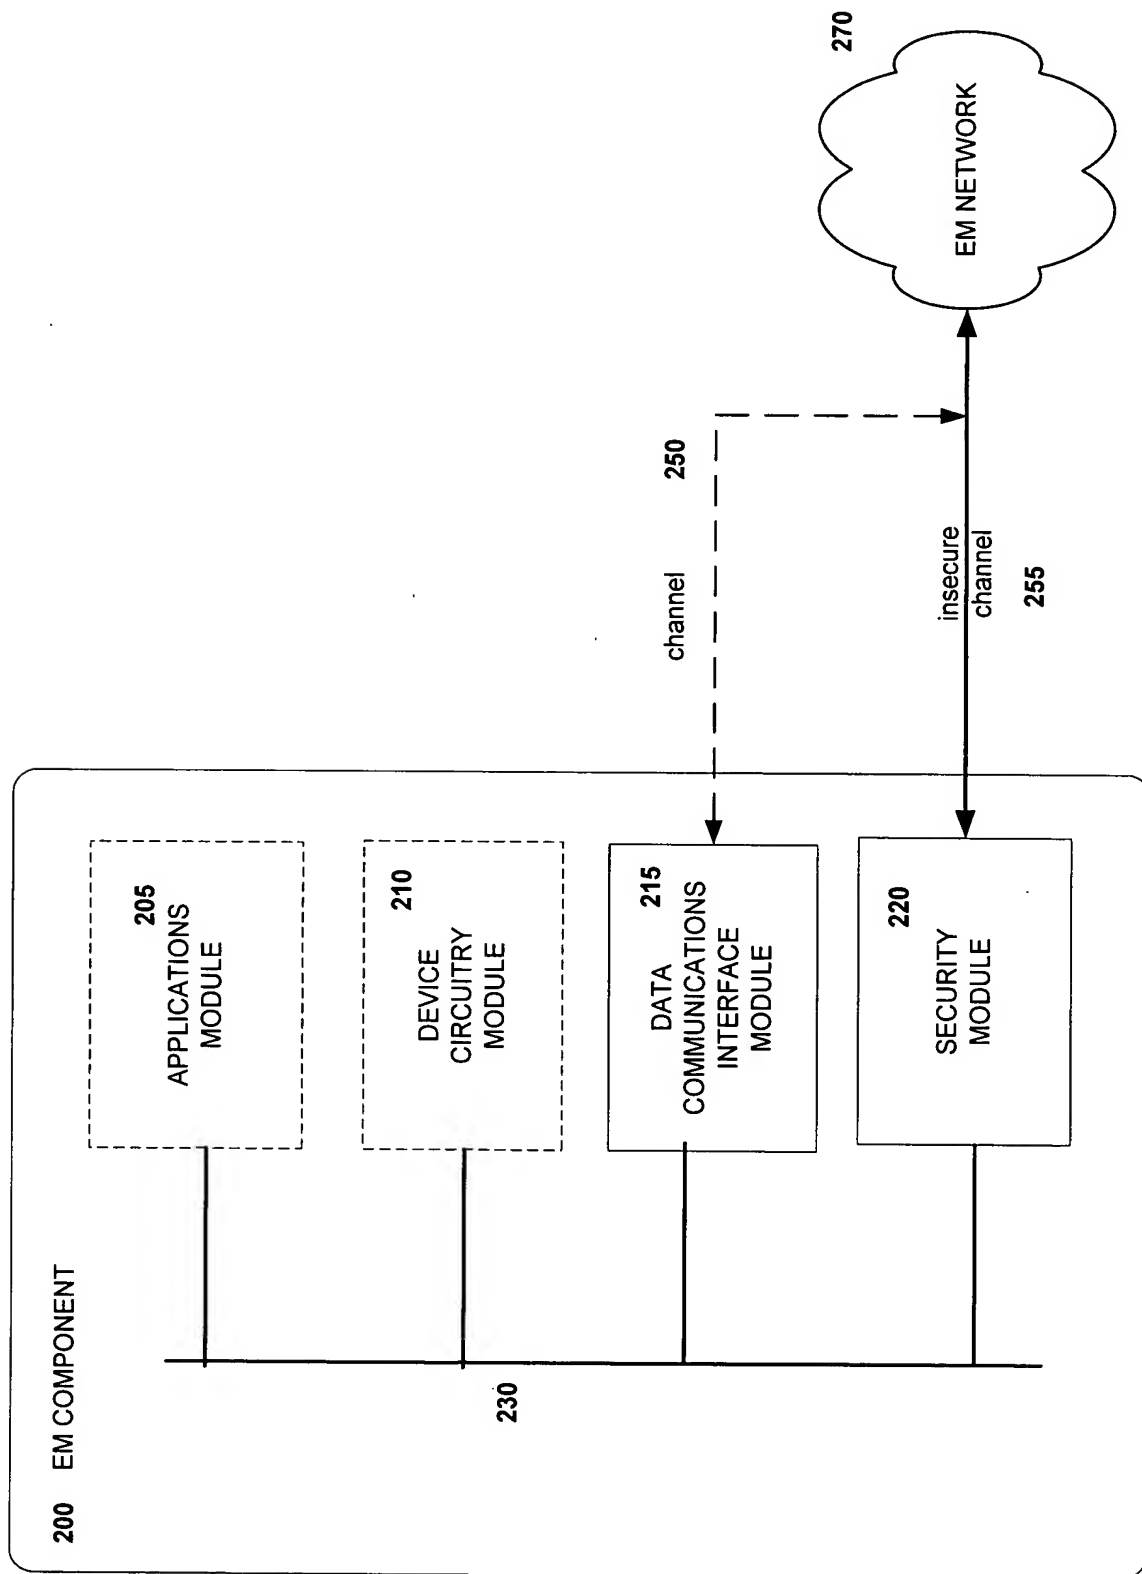 200 EM COMPONENT
205
APPLICATIONS
MODULE
210
DEVICE
CIRCUITRY
MODULE
215
DATA
COMMUNICATIONS
INTERFACE
MODULE
220
SECURITY
MODULE
230
channel
250
insecure
channel
255
270
EM NETWORK